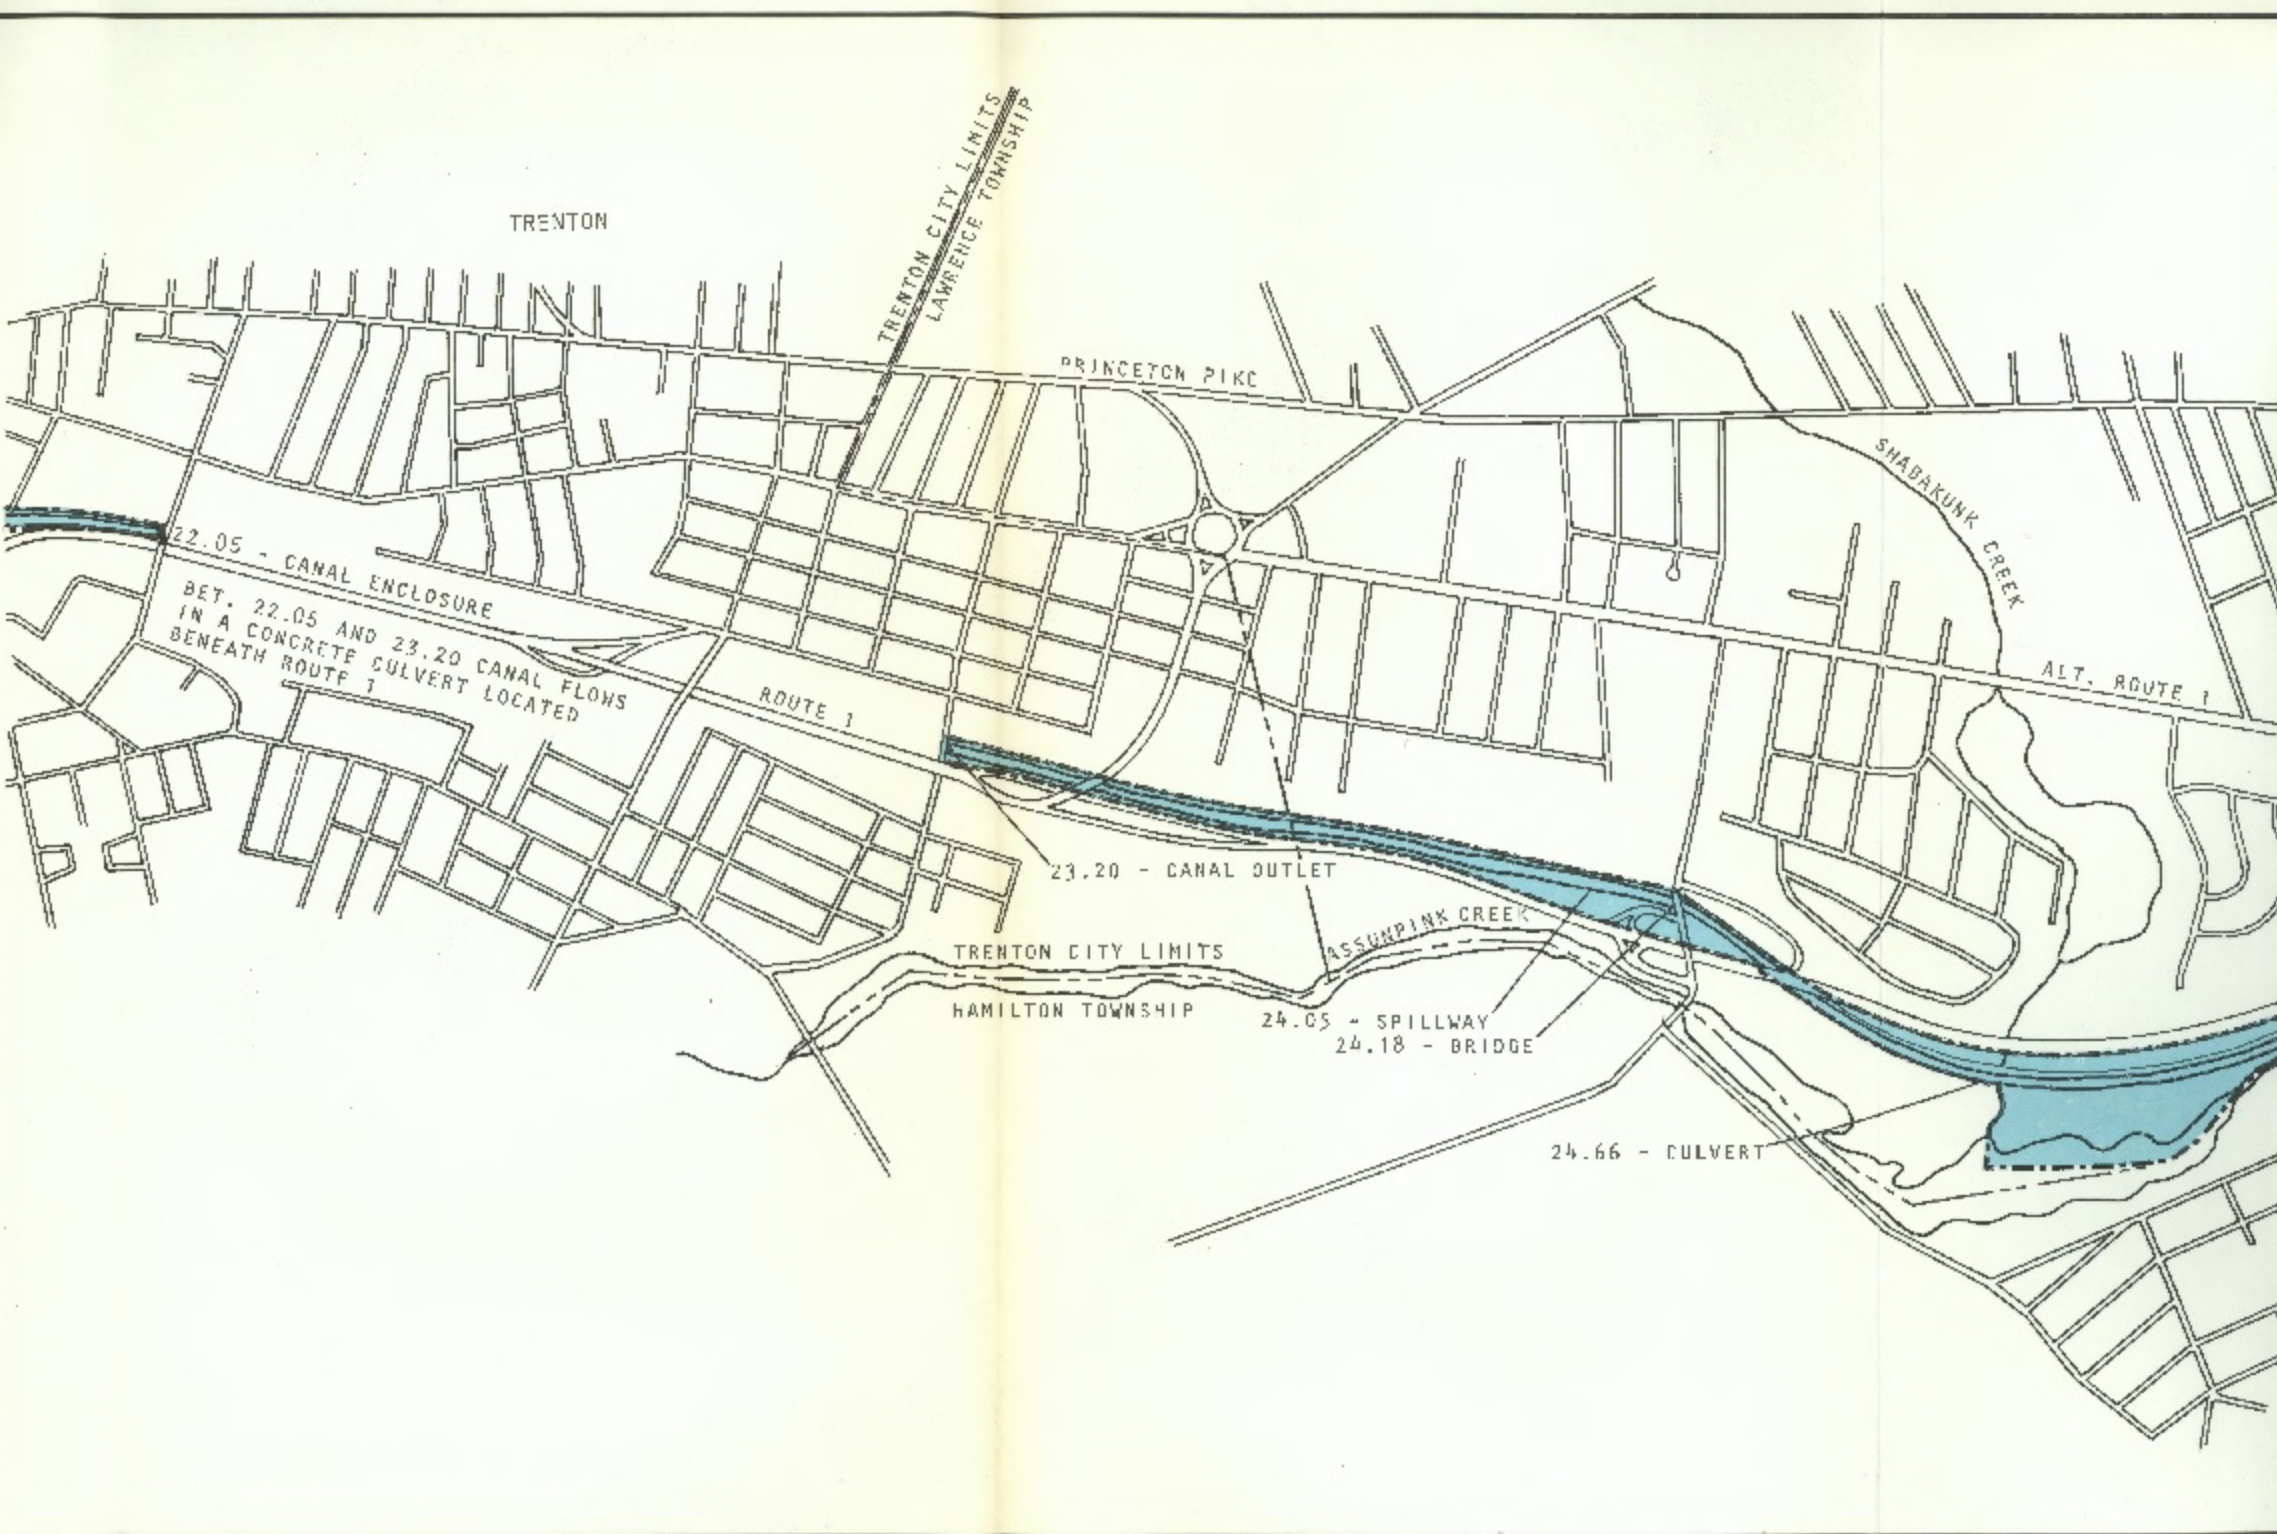 TRENTON CITY LIMITS
LAWRENCE TOWNSHIP
TRENTON
PRINCETON PIKE
SHABAKUNK CREEK
22.05 - CANAL ENCLOSURE
BET. 22.05 AND 23.20 CANAL FLOWS
IN A CONCRETE CULVERT LOCATED
BENEATH ROUTE 1
ROUTE 1
ALT. ROUTE 1
23.20 - CANAL OUTLET
ASSUNPINK CREEK
TRENTON CITY LIMITS
HAMILTON TOWNSHIP
24.05 - SPILLWAY
24.18 - BRIDGE
24.66 - CULVERT